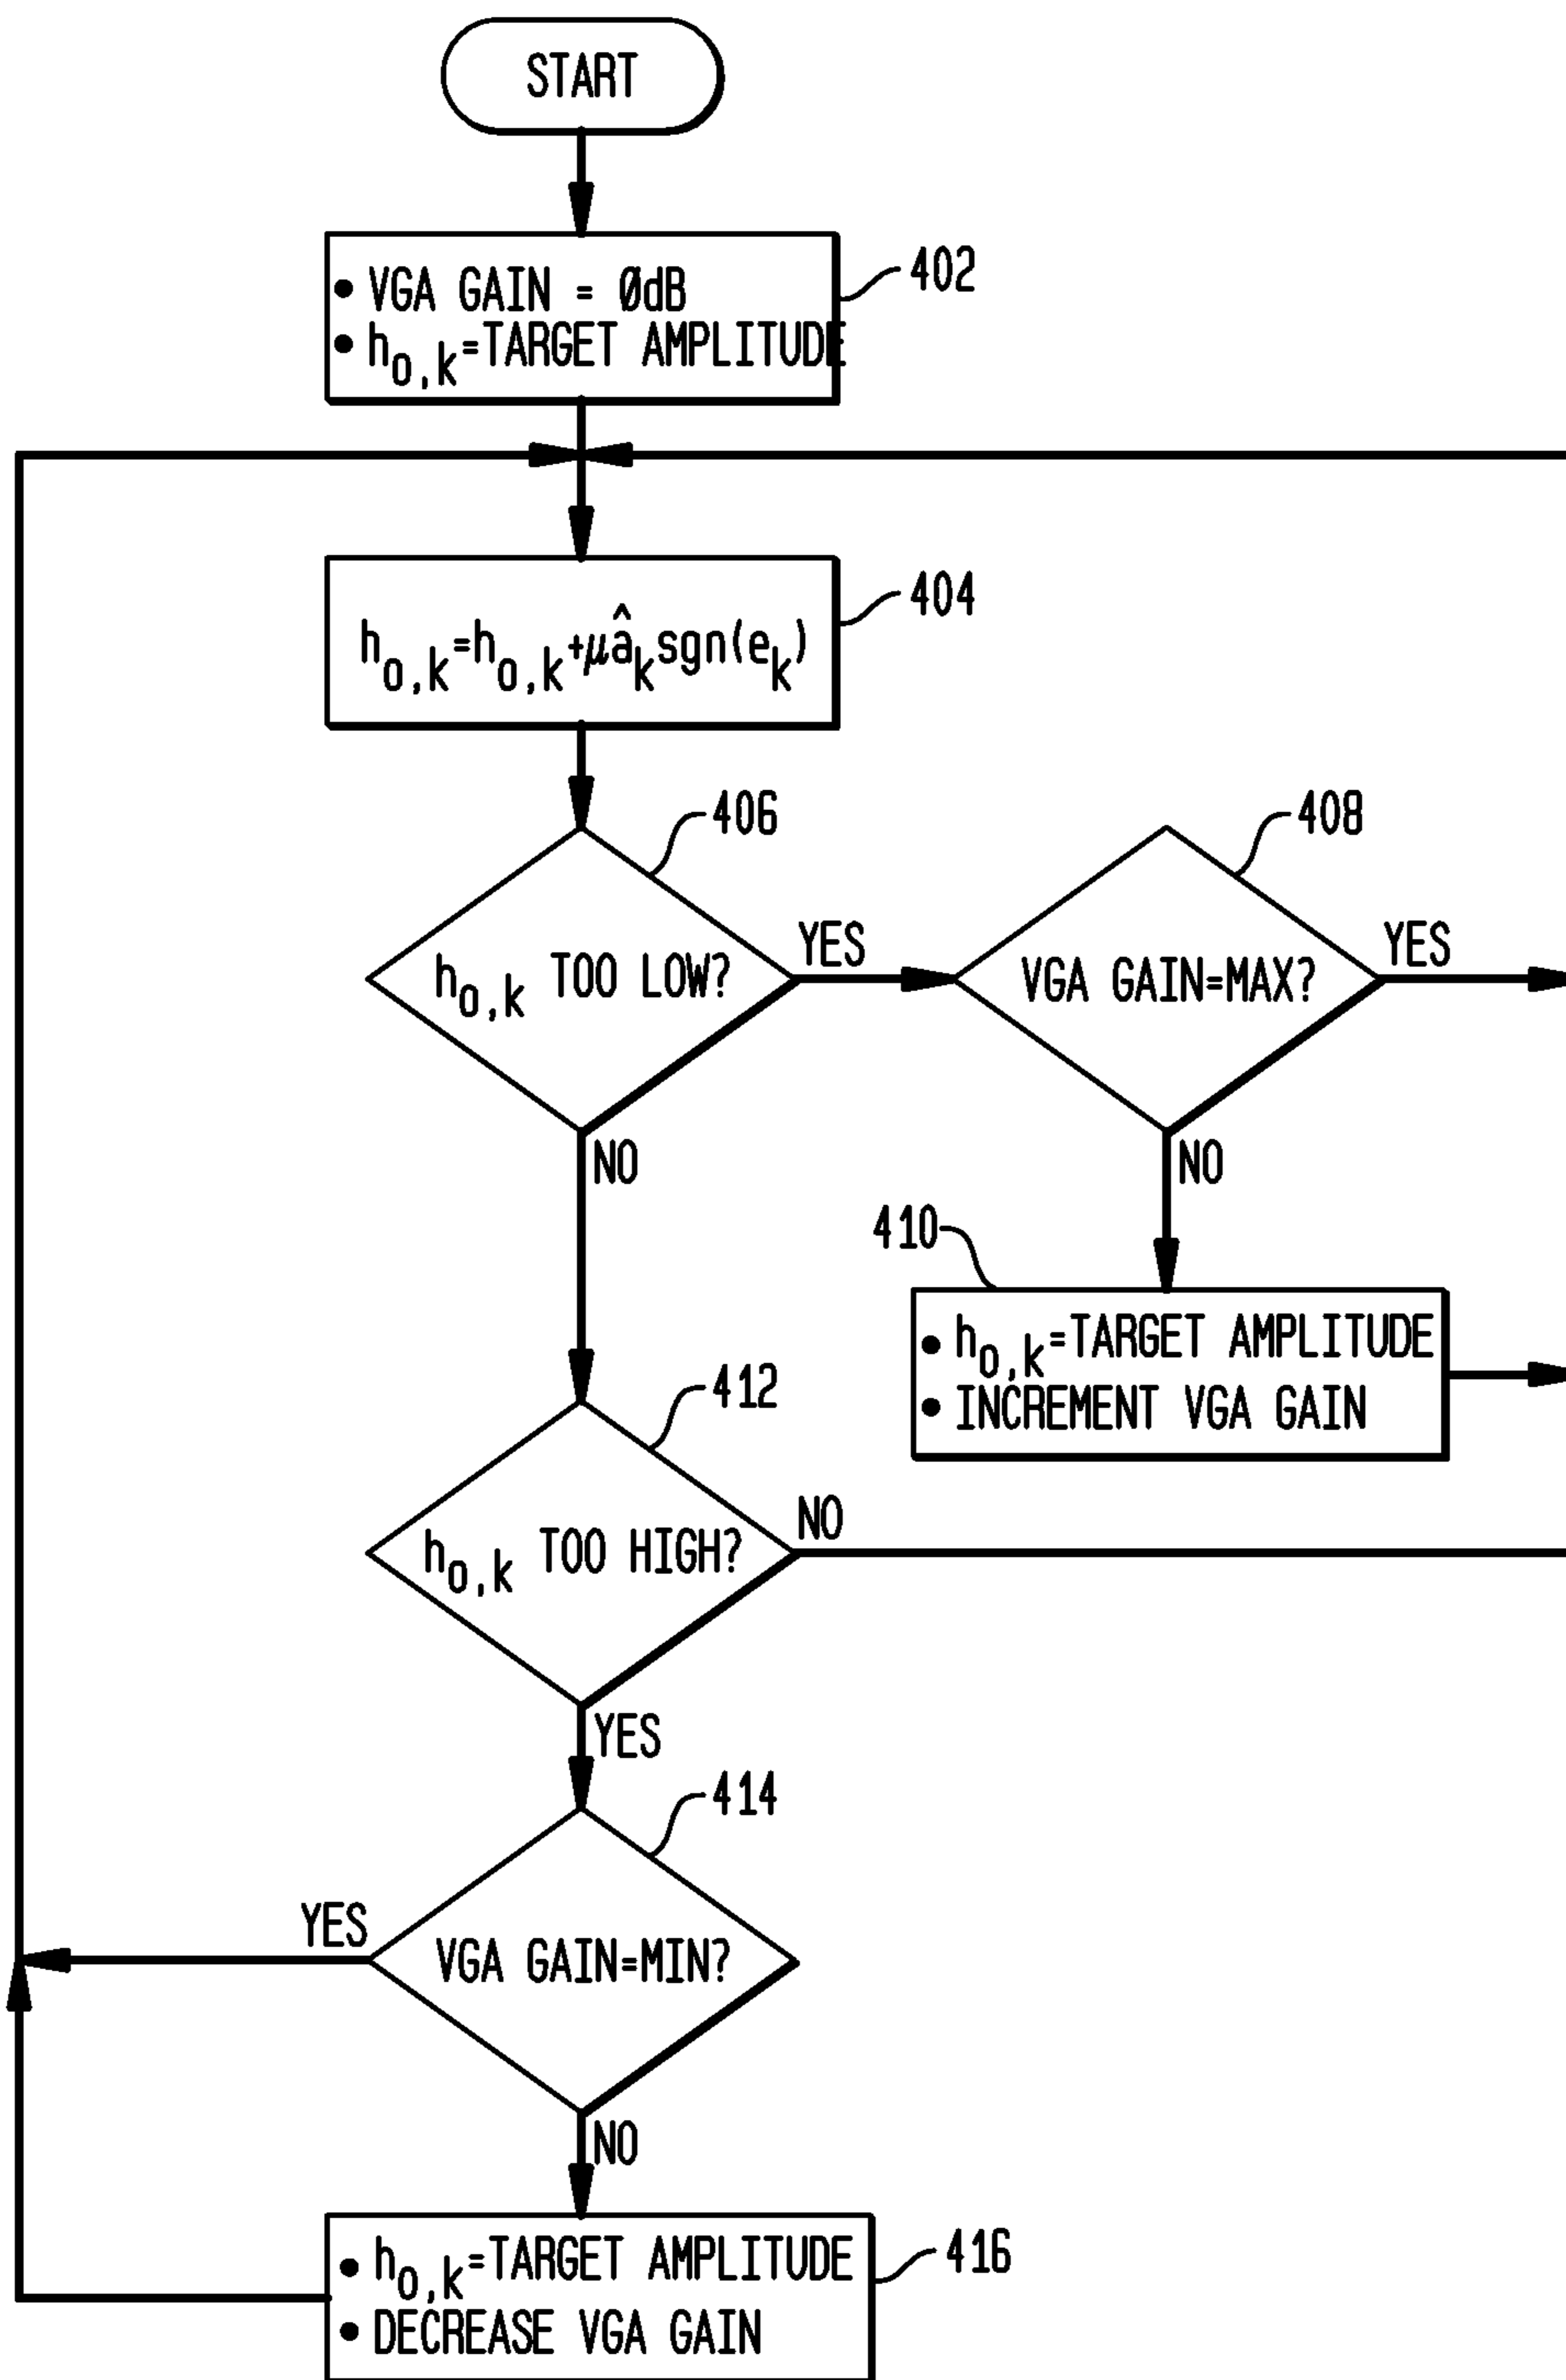 START
• VGA GAIN = ØdB
402
• h₀,ₖ=TARGET AMPLITUDE
404
h₀,ₖ=h₀,ₖ+μâₖsgn(eₖ)
406
408
YES
YES
h₀,ₖ TOO LOW?
VGA GAIN=MAX?
NO
NO
410
• h₀,ₖ=TARGET AMPLITUDE
• INCREMENT VGA GAIN
412
NO
h₀,ₖ TOO HIGH?
YES
414
YES
VGA GAIN=MIN?
NO
• h₀,ₖ=TARGET AMPLITUDE
416
• DECREASE VGA GAIN